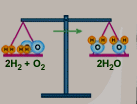 H H O O H O H H O H
2H₂ + O₂ 2H₂O